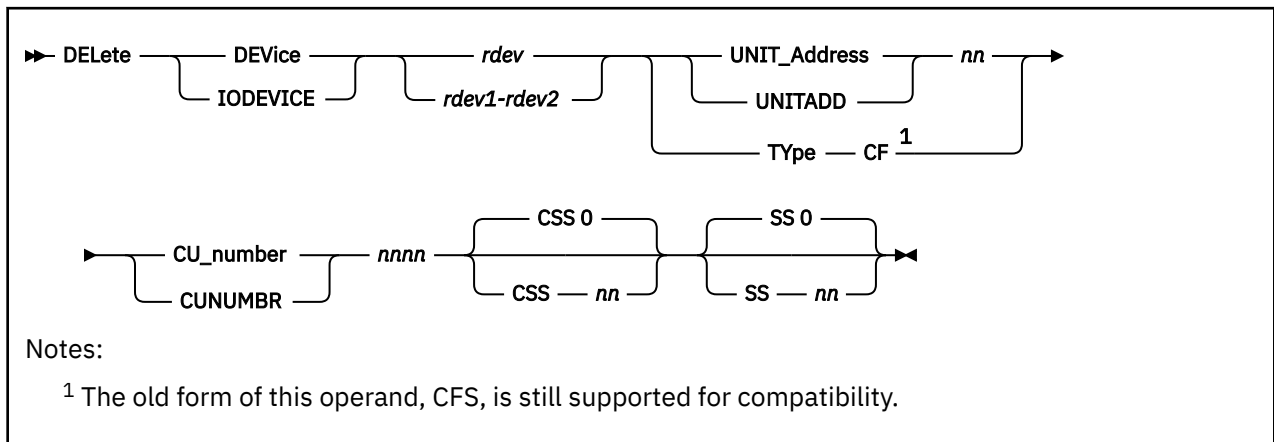 DELete DEVice rdev UNIT_Address nn
IODEVICE rdev1-rdev2 UNITADD
TYpe CF 1
CSS 0 SS 0
CU_number nnnn
CUNUMBR CSS nn SS nn
Notes:
1 The old form of this operand, CFS, is still supported for compatibility.